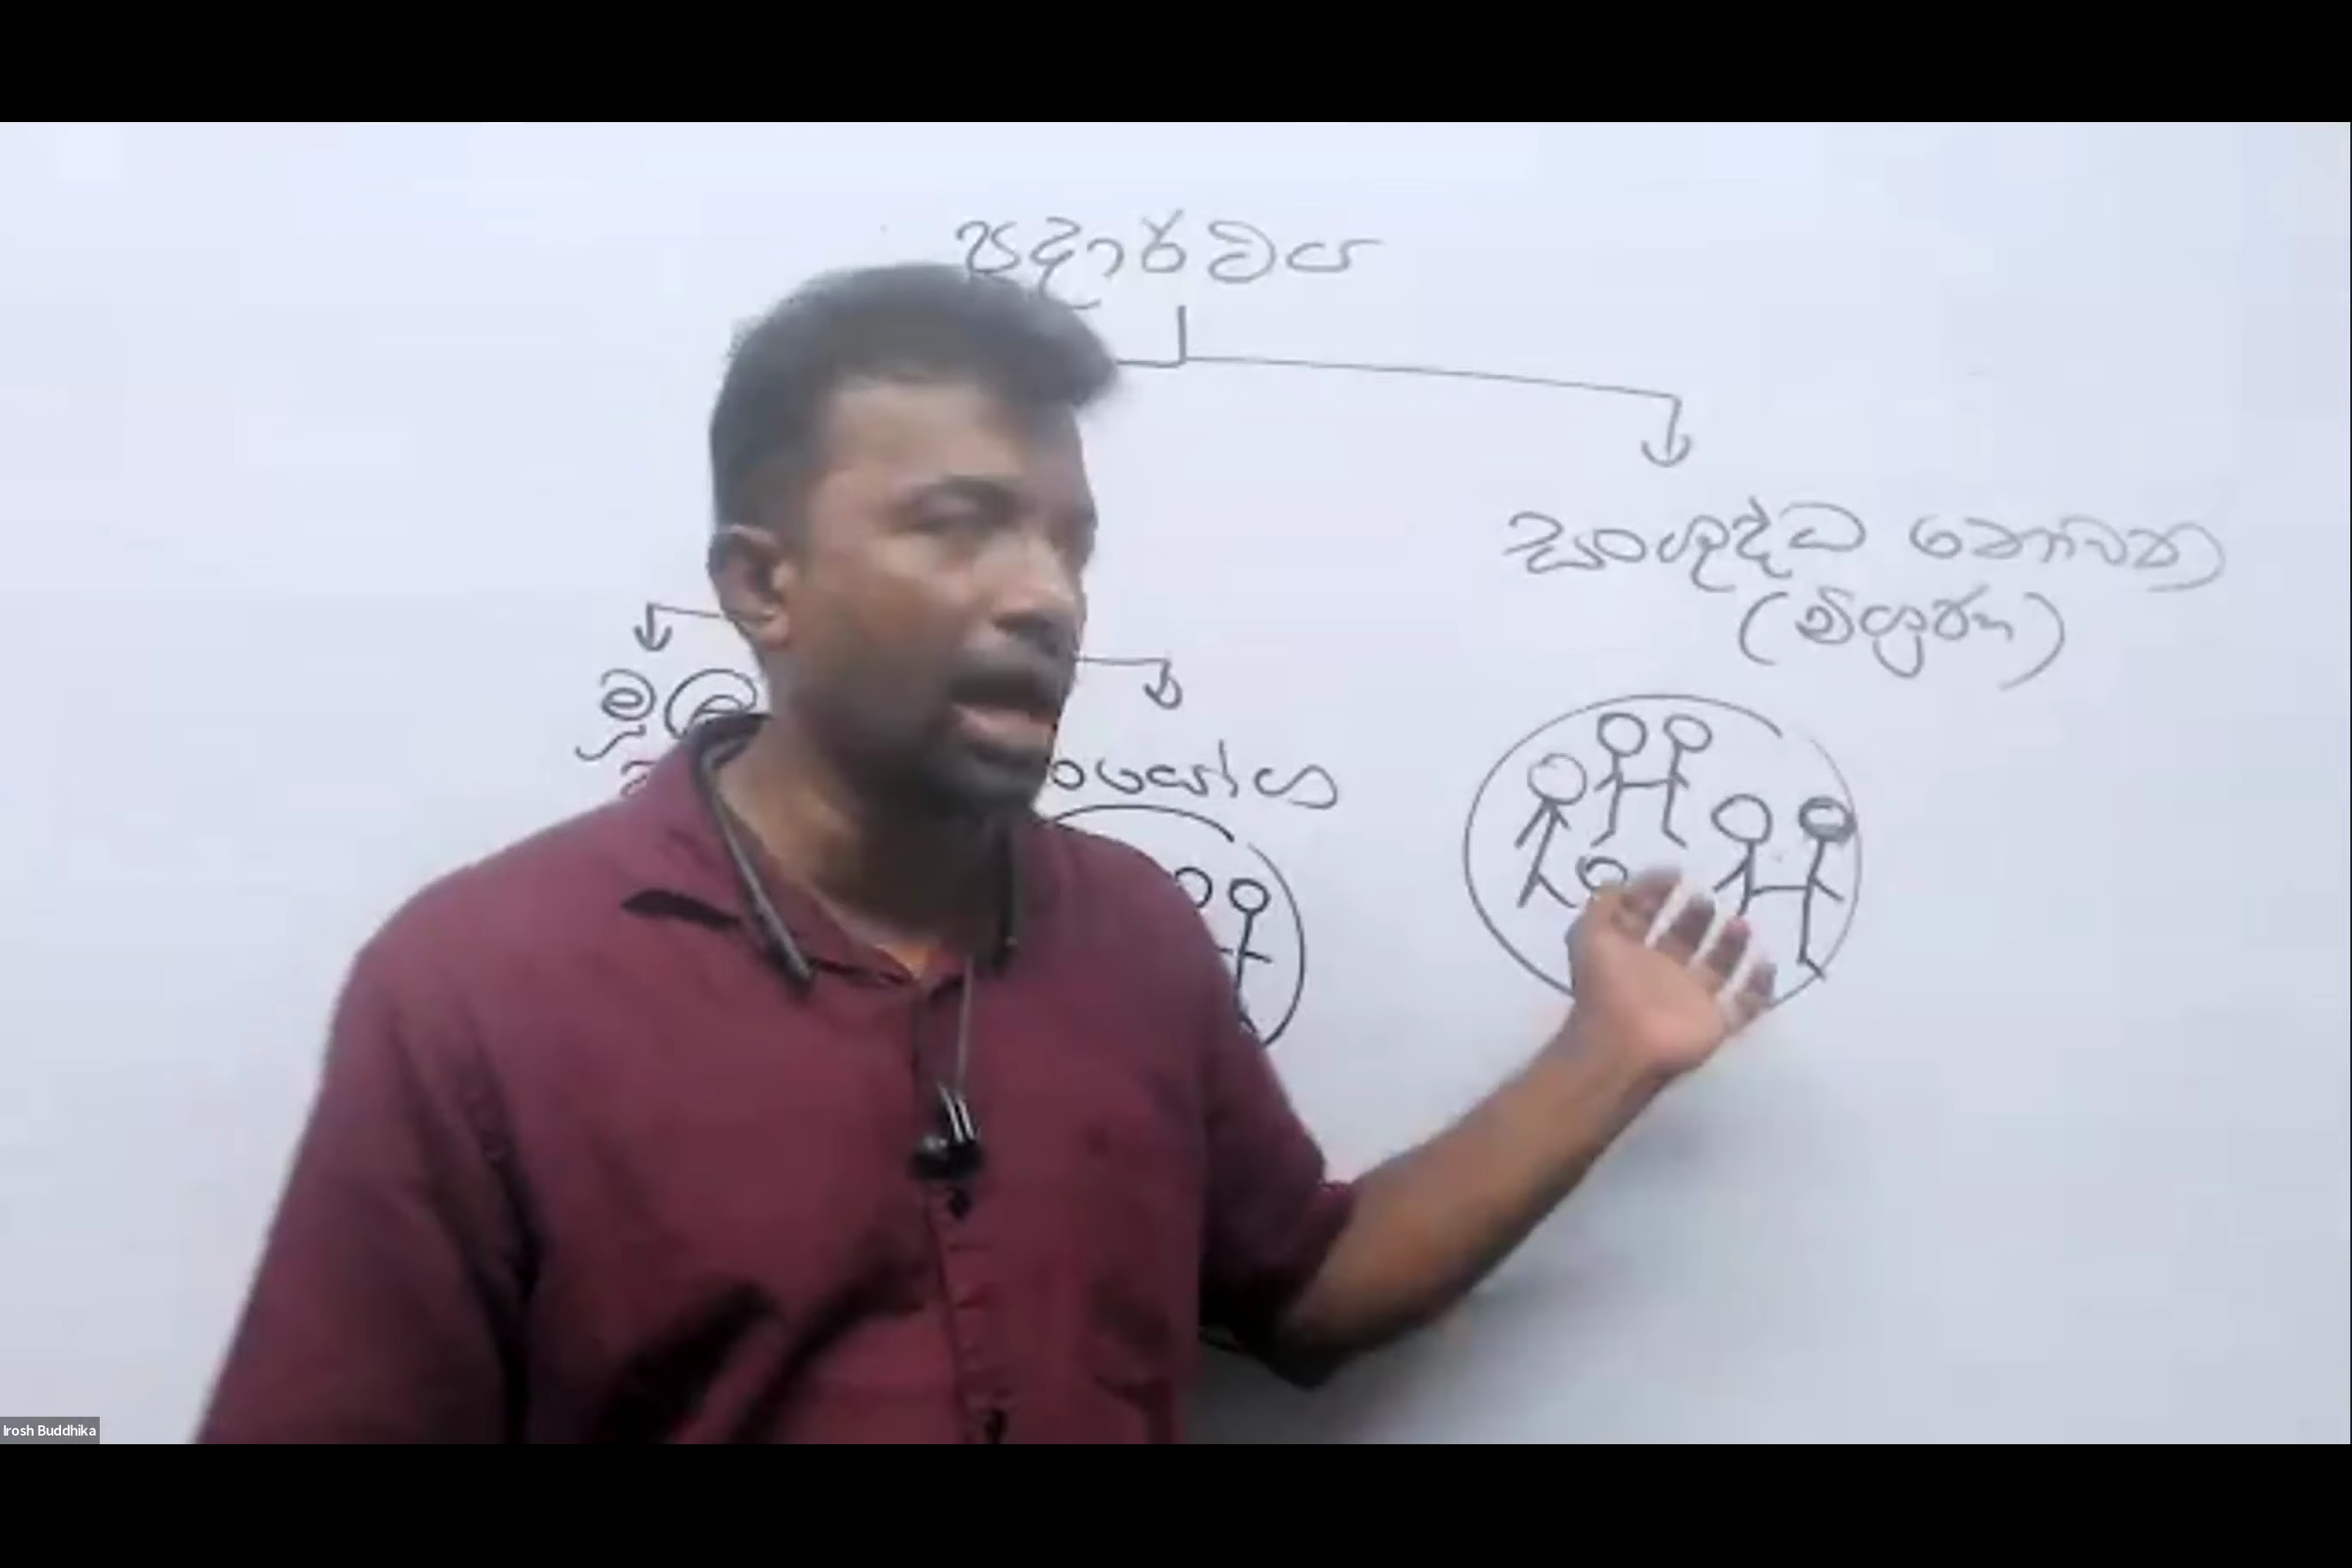 පදාර්ථය
සංශුද්ධ නොවන
(මිශ්‍රණ)
මූල
සංයෝග
Irosh Buddhika